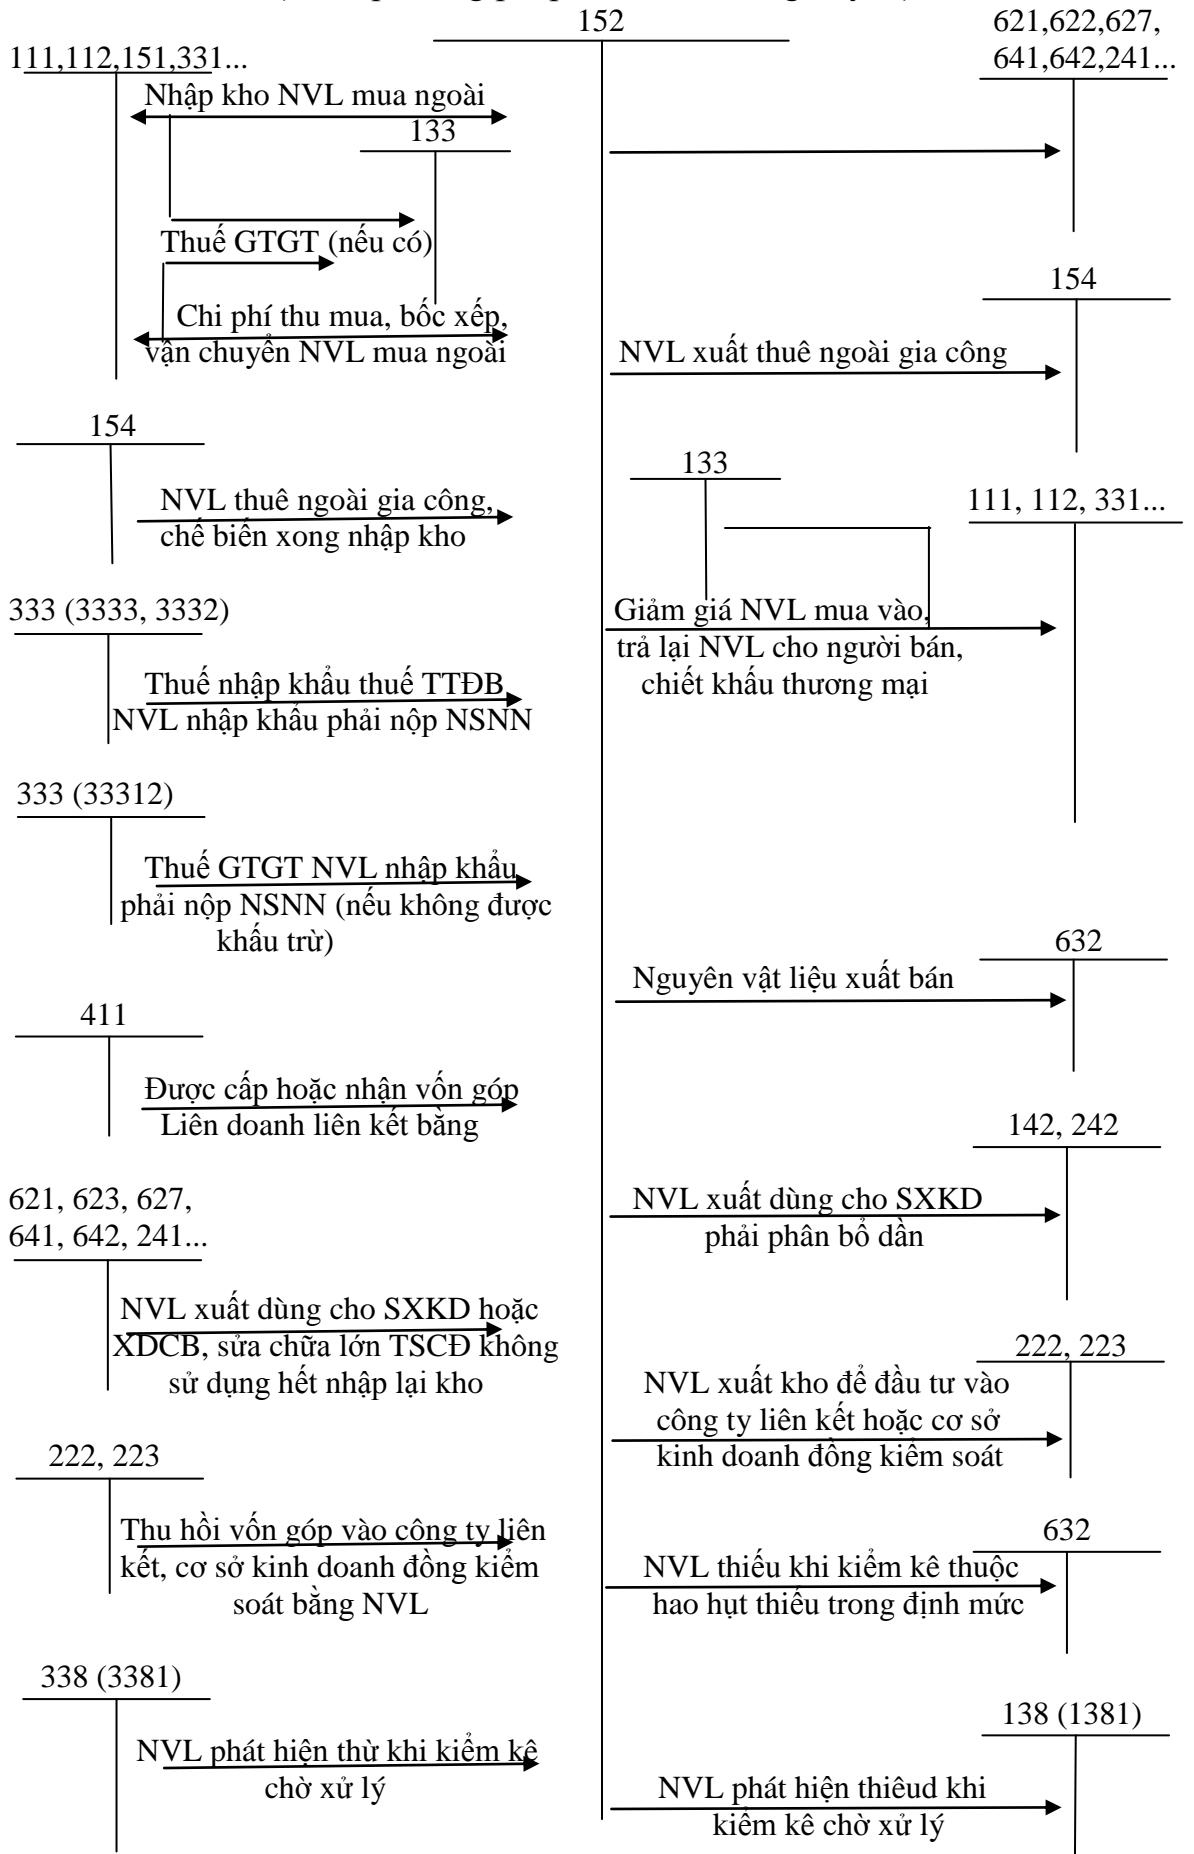 152
621,622,627,
641,642,241...
111,112,151,331...
Nhập kho NVL mua ngoài
133
Thuế GTGT (nếu có)
Chi phí thu mua, bốc xếp,
vận chuyển NVL mua ngoài
154
NVL xuất thuê ngoài gia công
154
NVL thuê ngoài gia công,
chế biến xong nhập kho
133
111, 112, 331...
Giảm giá NVL mua vào,
trả lại NVL cho người bán,
chiết khấu thương mại
333 (3333, 3332)
Thuế nhập khẩu thuế TTĐB
NVL nhập khẩu phải nộp NSNN
333 (33312)
Thuế GTGT NVL nhập khẩu
phải nộp NSNN (nếu không được
khấu trừ)
632
Nguyên vật liệu xuất bán
411
Được cấp hoặc nhận vốn góp
Liên doanh liên kết bằng
142, 242
NVL xuất dùng cho SXKD
phải phân bổ dần
621, 623, 627,
641, 642, 241...
NVL xuất dùng cho SXKD hoặc
XDCB, sửa chữa lớn TSCĐ không
sử dụng hết nhập lại kho
222, 223
NVL xuất kho để đầu tư vào
công ty liên kết hoặc cơ sở
kinh doanh đồng kiểm soát
222, 223
Thu hồi vốn góp vào công ty liên
kết, cơ sở kinh doanh đồng kiểm
soát bằng NVL
632
NVL thiếu khi kiểm kê thuộc
hao hụt thiếu trong định mức
338 (3381)
NVL phát hiện thừ khi kiểm kê
chờ xử lý
138 (1381)
NVL phát hiện thiêud khi
kiểm kê chờ xử lý